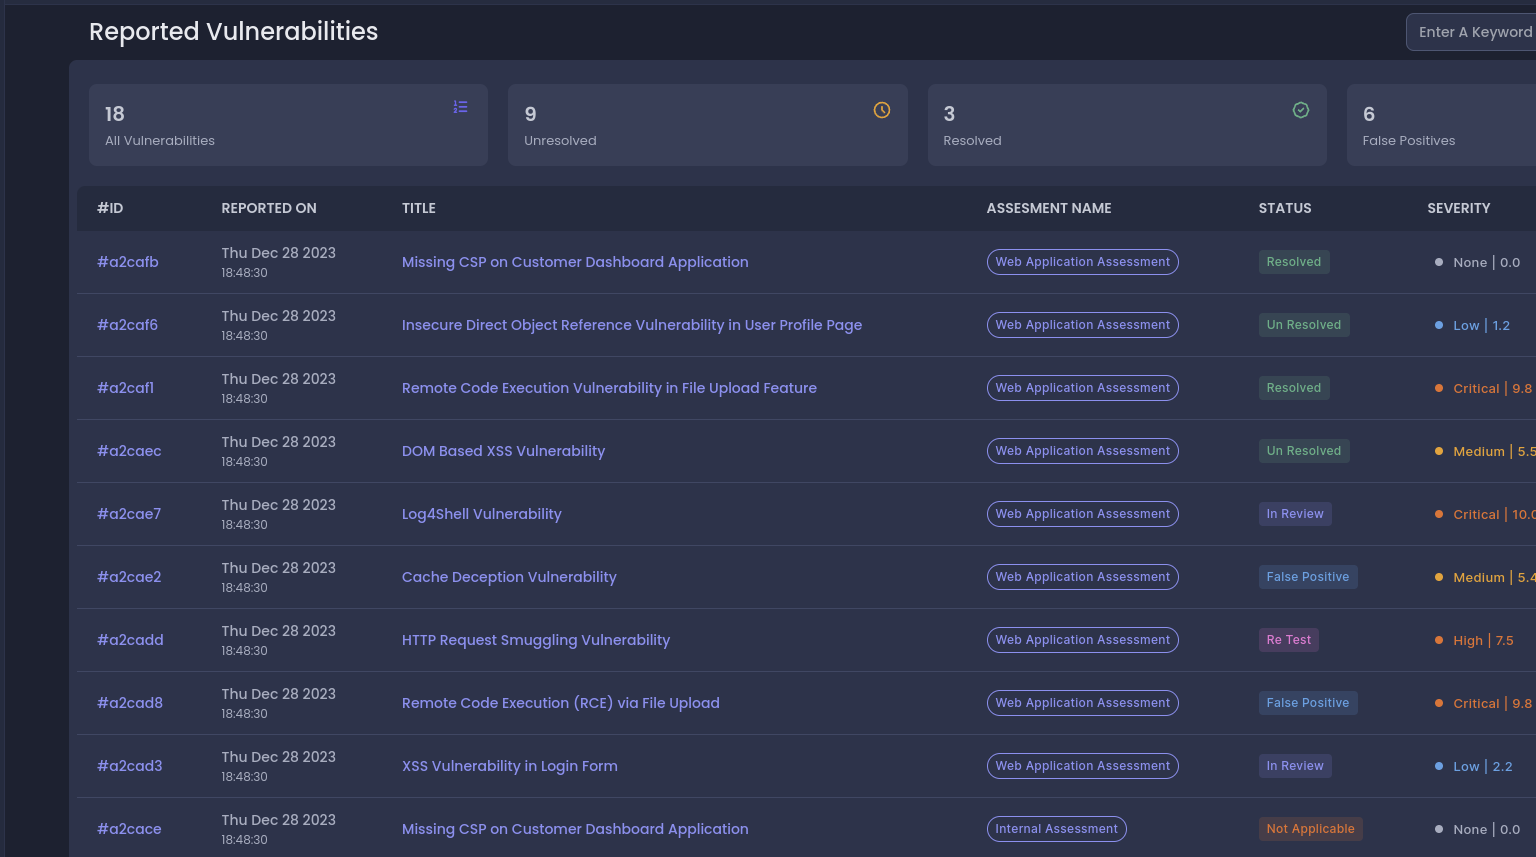 Reported Vulnerabilities
Enter A Keyword
18
All Vulnerabilities
9
Unresolved
3
Resolved
6
False Positives
#ID REPORTED ON TITLE ASSESMENT NAME STATUS SEVERITY
#a2cafb Thu Dec 28 2023 18:48:30 Missing CSP on Customer Dashboard Application Web Application Assessment Resolved None | 0.0
#a2caf6 Thu Dec 28 2023 18:48:30 Insecure Direct Object Reference Vulnerability in User Profile Page Web Application Assessment Un Resolved Low | 1.2
#a2caf1 Thu Dec 28 2023 18:48:30 Remote Code Execution Vulnerability in File Upload Feature Web Application Assessment Resolved Critical | 9.8
#a2caec Thu Dec 28 2023 18:48:30 DOM Based XSS Vulnerability Web Application Assessment Un Resolved Medium | 5.5
#a2cae7 Thu Dec 28 2023 18:48:30 Log4Shell Vulnerability Web Application Assessment In Review Critical | 10.0
#a2cae2 Thu Dec 28 2023 18:48:30 Cache Deception Vulnerability Web Application Assessment False Positive Medium | 5.4
#a2cadd Thu Dec 28 2023 18:48:30 HTTP Request Smuggling Vulnerability Web Application Assessment Re Test High | 7.5
#a2cad8 Thu Dec 28 2023 18:48:30 Remote Code Execution (RCE) via File Upload Web Application Assessment False Positive Critical | 9.8
#a2cad3 Thu Dec 28 2023 18:48:30 XSS Vulnerability in Login Form Web Application Assessment In Review Low | 2.2
#a2cace Thu Dec 28 2023 18:48:30 Missing CSP on Customer Dashboard Application Internal Assessment Not Applicable None | 0.0